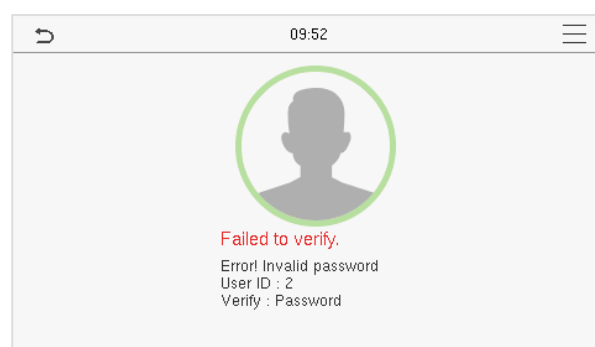 09:52
Failed to verify.
Error! Invalid password
User ID : 2
Verify : Password